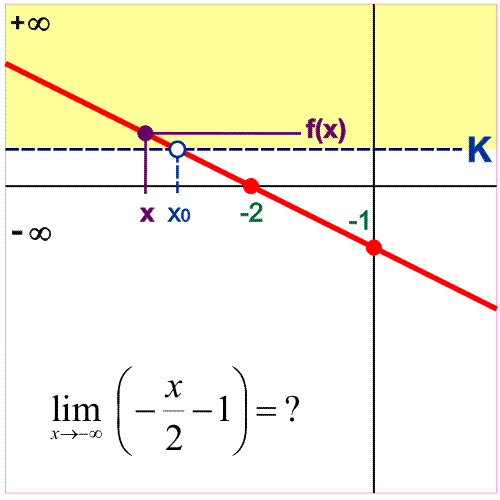 +∞
f(x)
K
x x₀ -2 -1
- ∞
lim x→-∞ (-x/2 - 1) = ?